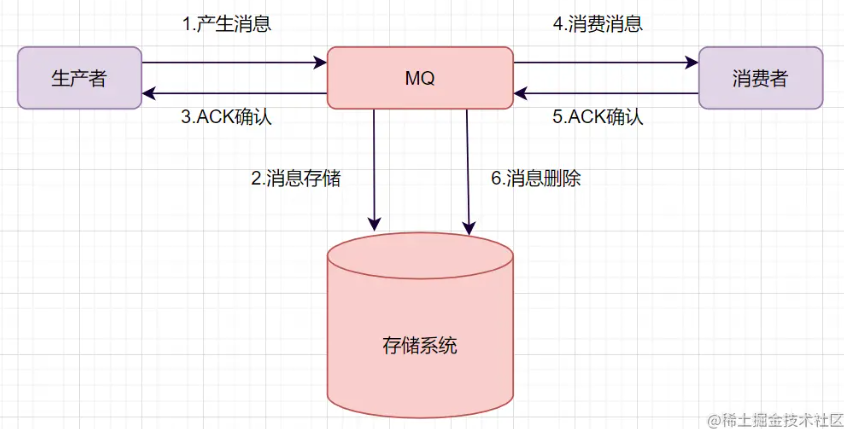 1.产生消息
4.消费消息
生产者
MQ
消费者
3.ACK确认
5.ACK确认
2.消息存储
6.消息删除
存储系统
@稀土掘金技术社区